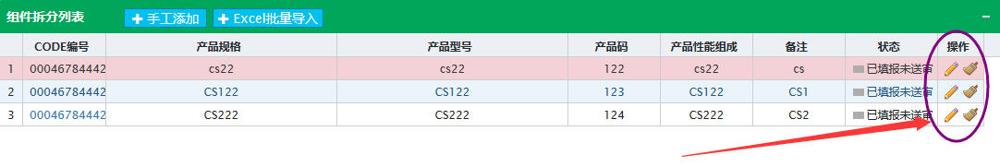 组件拆分列表 手工添加 Excel批量导入
CODE编号 产品规格 产品型号 产品码 产品性能组成 备注 状态 操作
1 00046784442 cs22 cs22 122 cs22 cs 已填报未送审
2 00046784442 CS122 CS122 123 CS122 CS1 已填报未送审
3 00046784442 CS222 CS222 124 CS222 CS2 已填报未送审